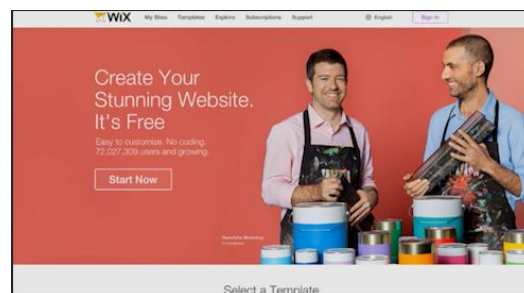 WiX
My Sites Templates Explore Subscriptions Support English Sign In
Create Your
Stunning Website.
It's Free
Easy to customize. No coding.
72,027,309 users and growing.
Start Now
Select a Template